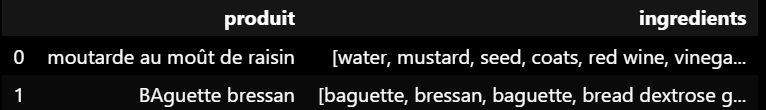 produit ingredients
0 moutarde au moût de raisin [water, mustard, seed, coats, red wine, vinega...
1 BAguette bressan [baguette, bressan, baguette, bread dextrose g...